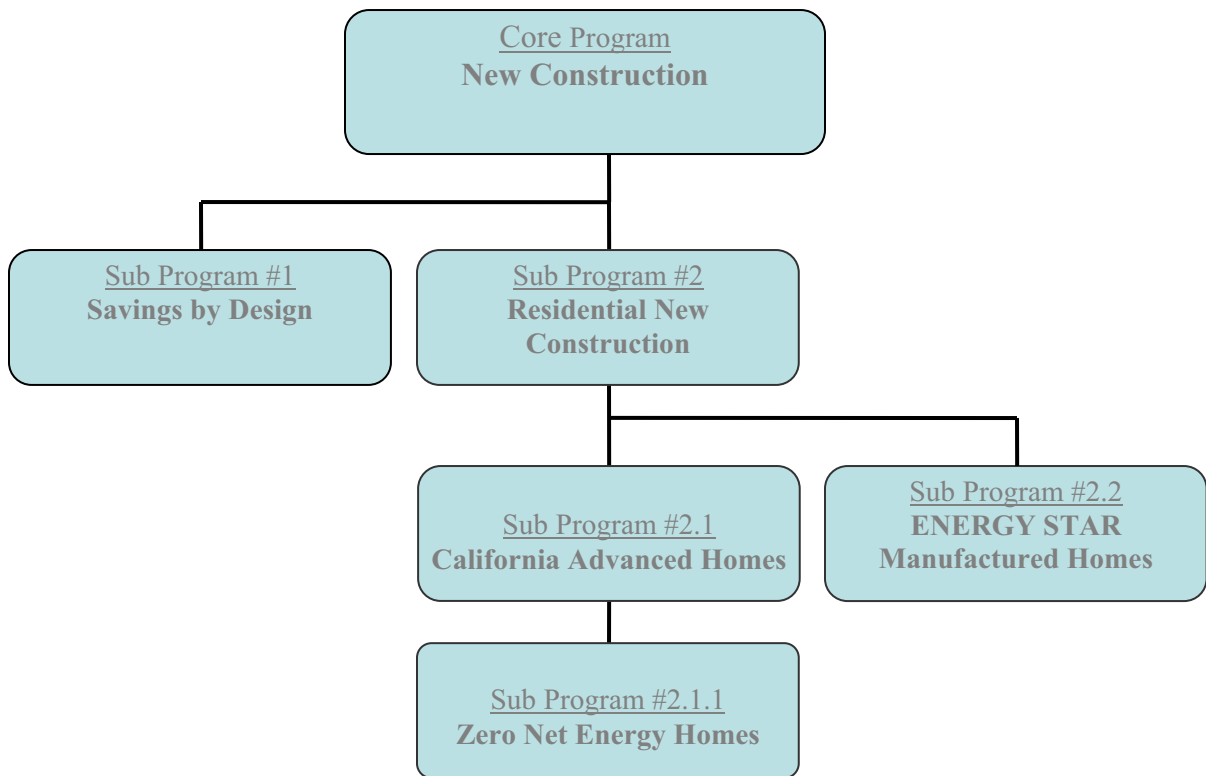 Core Program
New Construction
Sub Program #1
Savings by Design
Sub Program #2
Residential New
Construction
Sub Program #2.1
California Advanced Homes
Sub Program #2.2
ENERGY STAR
Manufactured Homes
Sub Program #2.1.1
Zero Net Energy Homes